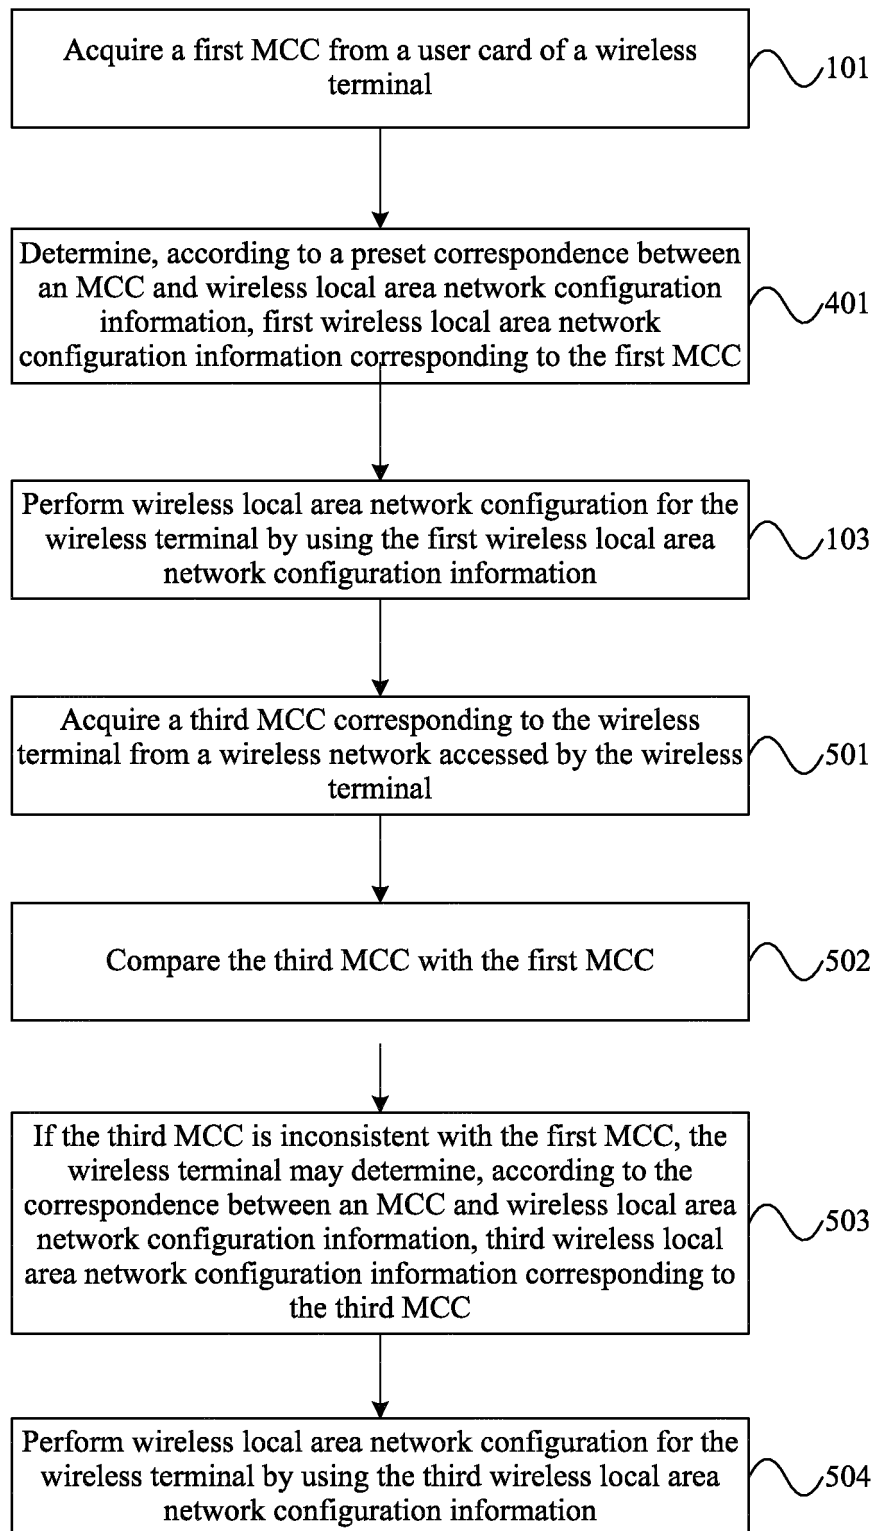 Acquire a first MCC from a user card of a wireless
terminal
101
Determine, according to a preset correspondence between
an MCC and wireless local area network configuration
information, first wireless local area network
configuration information corresponding to the first MCC
401
Perform wireless local area network configuration for the
wireless terminal by using the first wireless local area
network configuration information
103
Acquire a third MCC corresponding to the wireless
terminal from a wireless network accessed by the wireless
terminal
501
Compare the third MCC with the first MCC
502
If the third MCC is inconsistent with the first MCC, the
wireless terminal may determine, according to the
correspondence between an MCC and wireless local area
network configuration information, third wireless local
area network configuration information corresponding to
the third MCC
503
Perform wireless local area network configuration for the
wireless terminal by using the third wireless local area
network configuration information
504